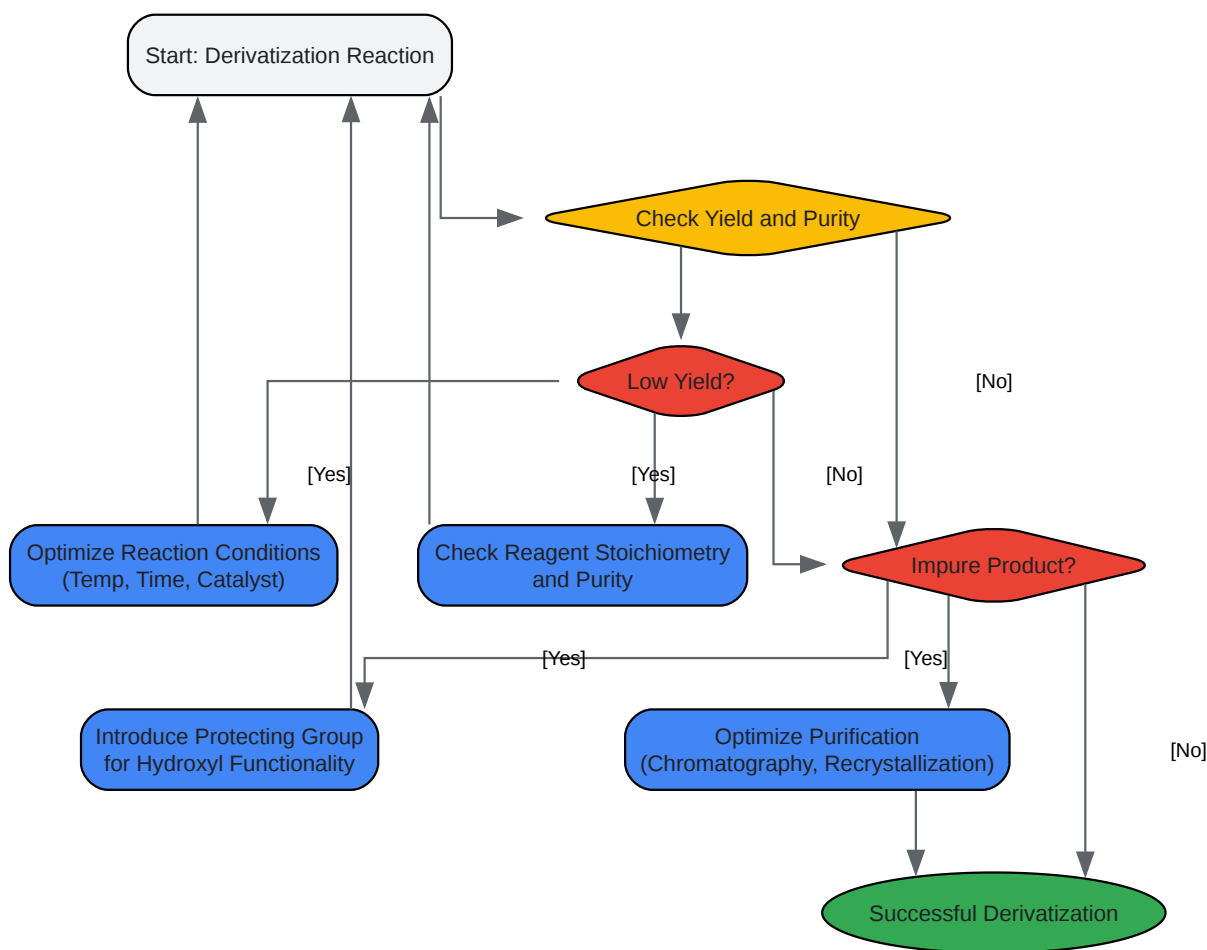 Start: Derivatization Reaction
Check Yield and Purity
Low Yield?
[No]
[Yes]
[Yes]
[No]
Optimize Reaction Conditions
(Temp, Time, Catalyst)
Check Reagent Stoichiometry
and Purity
Impure Product?
[Yes]
[Yes]
Introduce Protecting Group
for Hydroxyl Functionality
Optimize Purification
(Chromatography, Recrystallization)
[No]
Successful Derivatization